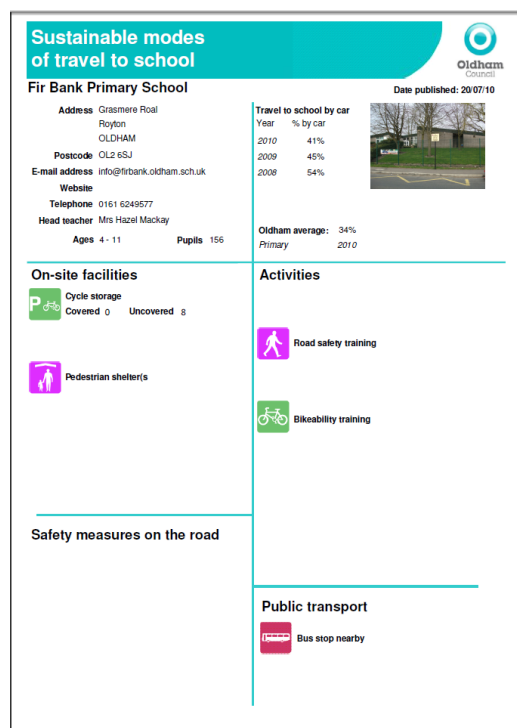 Sustainable modes
of travel to school
Oldham
Council
Fir Bank Primary School
Date published: 20/07/10
Address Grasmere Roal
Royton
OLDHAM
Postcode OL2 6SJ
E-mail address info@firbank.oldham.sch.uk
Website
Telephone 0161 6249577
Head teacher Mrs Hazel Mackay
Ages 4 - 11 Pupils 156
Travel to school by car
Year % by car
2010 41%
2009 45%
2008 54%
Oldham average: 34%
Primary 2010
On-site facilities
P
Cycle storage
Covered 0 Uncovered 8
Pedestrian shelter(s
Activities
Road safety training
Bikeability training
Safety measures on the road
Public transport
Bus stop nearby